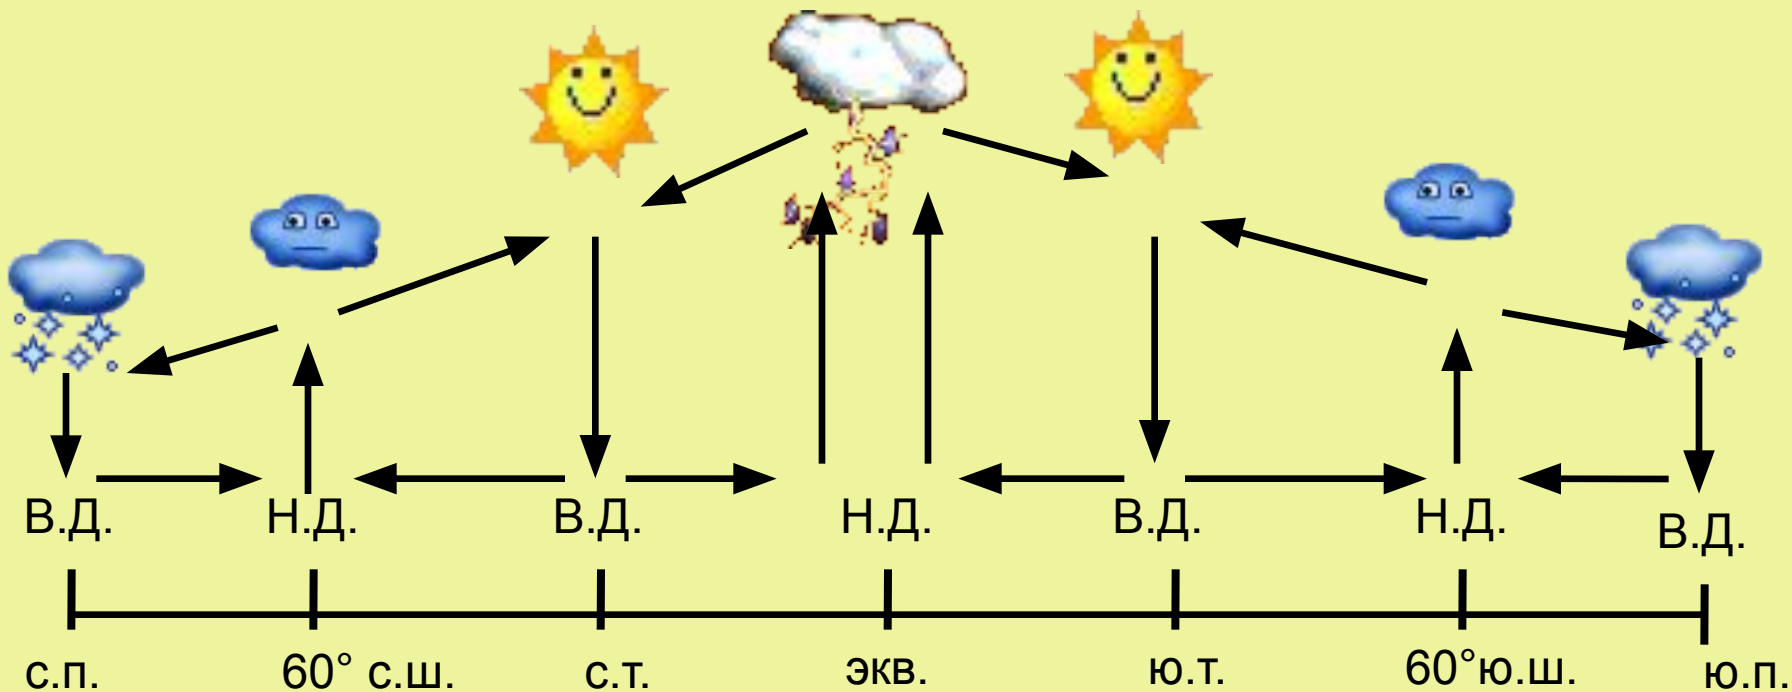 В.Д. Н.Д. В.Д. Н.Д. В.Д. Н.Д. В.Д.
с.п. 60° с.ш. с.т. экв. ю.т. 60°ю.ш. ю.п.